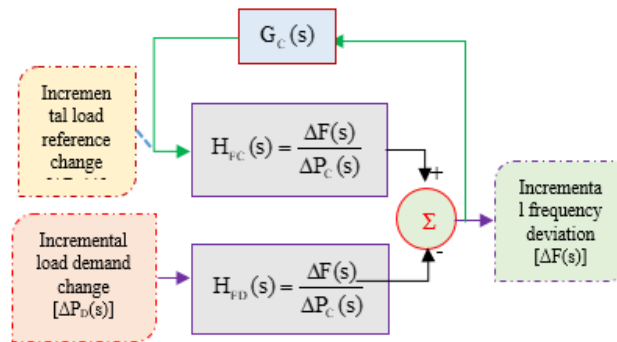 G_C(s)
Incremen
tal load
reference
change
H_FC(s) = ΔF(s)/ΔP_C(s)
+
Σ
-
Incrementa
l frequency
deviation
[ΔF(s)]
Incremental
load demand
change
[ΔP_D(s)]
H_FD(s) = ΔF(s)/ΔP_C(s)